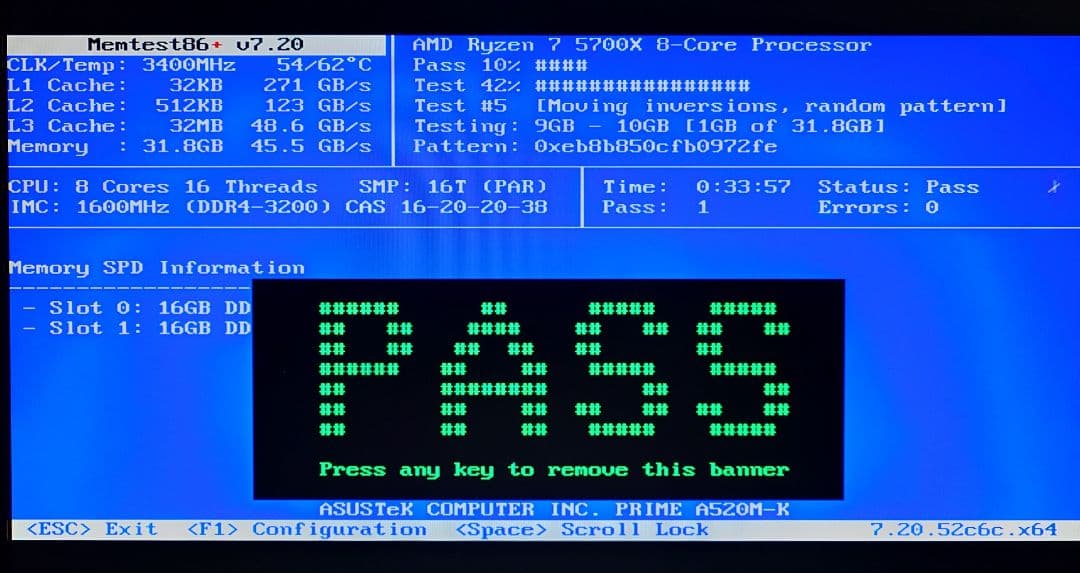 Memtest86+ v7.20
AMD Ryzen 7 5700X 8-Core Processor
CLK/Temp: 3400MHz 54/62°C
Pass 10% ####
L1 Cache: 32KB 271 GB/s
Test 42% ################
L2 Cache: 512KB 123 GB/s
Test #5 [Moving inversions, random pattern]
L3 Cache: 32MB 48.6 GB/s
Testing: 9GB - 10GB [1GB of 31.8GB]
Memory : 31.8GB 45.5 GB/s
Pattern: 0xeb8b850cfb0972fe
CPU: 8 Cores 16 Threads SMP: 16T (PAR)
Time: 0:33:57 Status: Pass
IMC: 1600MHz (DDR4-3200) CAS 16-20-20-38
Pass: 1 Errors: 0
Memory SPD Information
- Slot 0: 16GB DD
- Slot 1: 16GB DD
PASS
Press any key to remove this banner
ASUSTeK COMPUTER INC. PRIME A520M-K
<ESC> Exit <F1> Configuration <Space> Scroll Lock 7.20.52c6c.x64